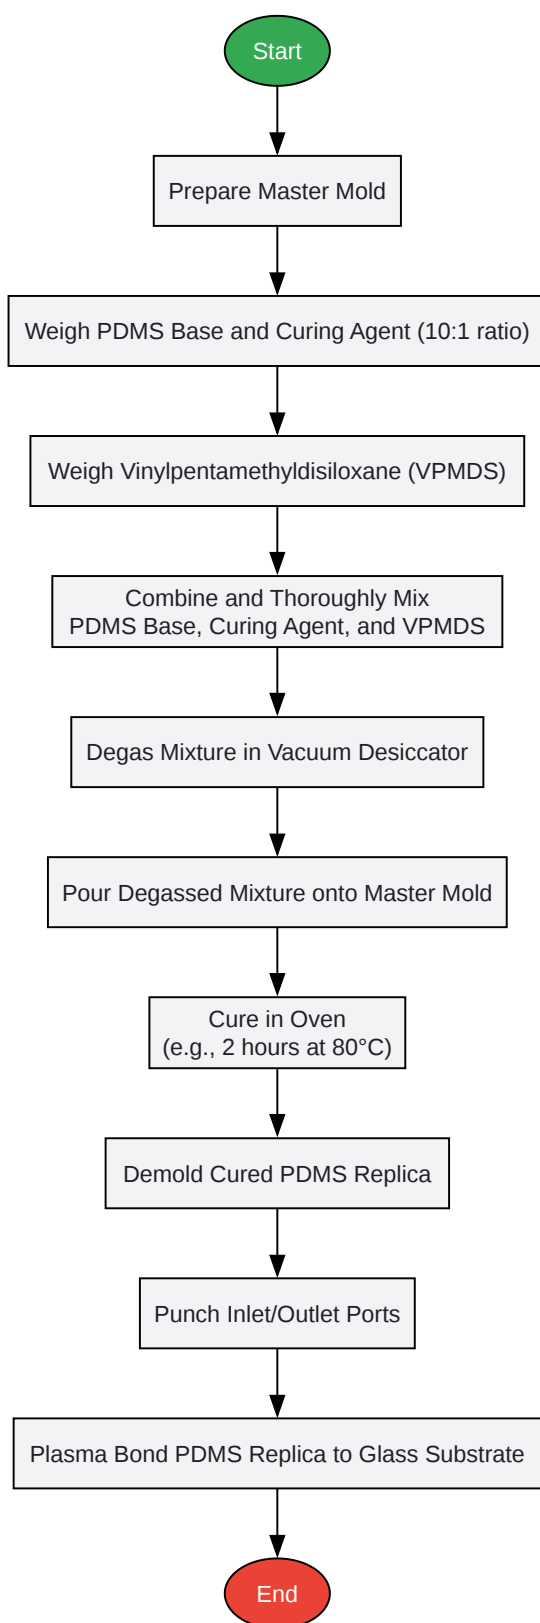 Start
Prepare Master Mold
Weigh PDMS Base and Curing Agent (10:1 ratio)
Weigh Vinylpentamethyldisiloxane (VPMDS)
Combine and Thoroughly Mix
PDMS Base, Curing Agent, and VPMDS
Degas Mixture in Vacuum Desiccator
Pour Degassed Mixture onto Master Mold
Cure in Oven
(e.g., 2 hours at 80°C)
Demold Cured PDMS Replica
Punch Inlet/Outlet Ports
Plasma Bond PDMS Replica to Glass Substrate
End